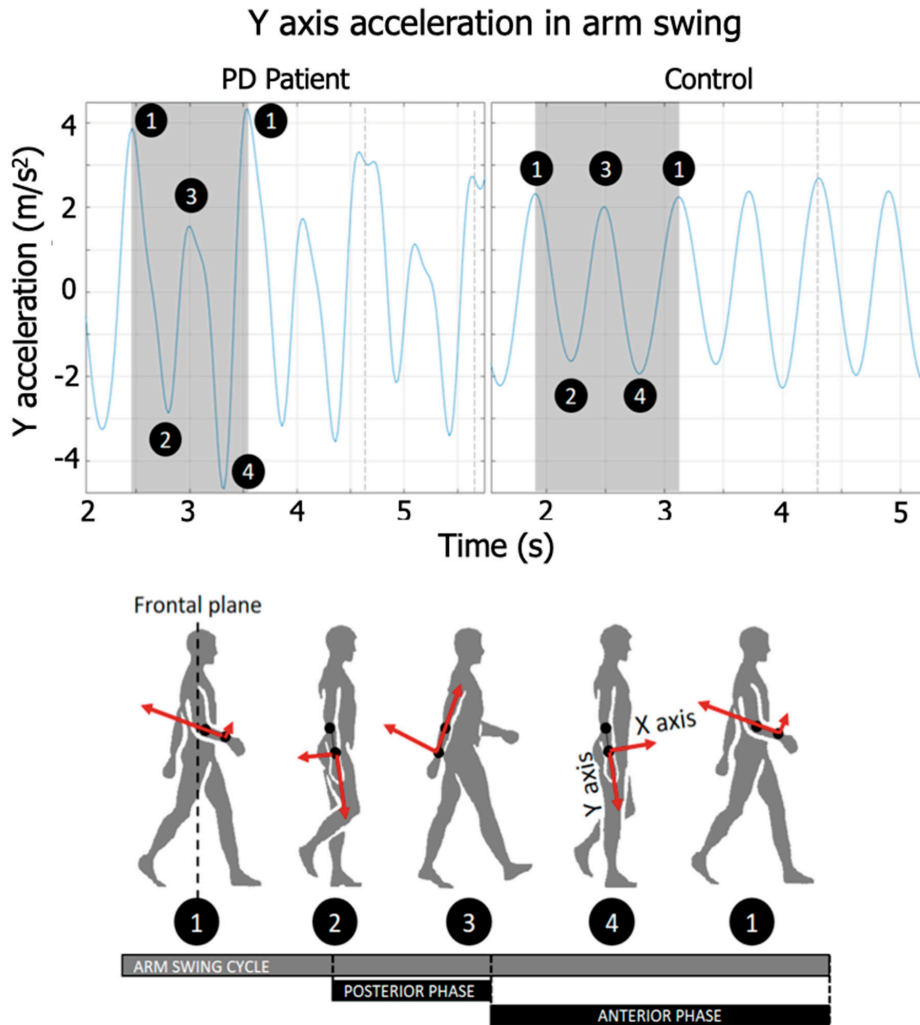 Y axis acceleration in arm swing
PD Patient
Control
Y acceleration (m/s²)
4
2
0
-2
-4
1
1
3
2
4
1
3
1
2
4
2
3
4
5
2
3
4
5
Time (s)
Frontal plane
X axis
Y axis
1
2
3
4
1
ARM SWING CYCLE
POSTERIOR PHASE
ANTERIOR PHASE